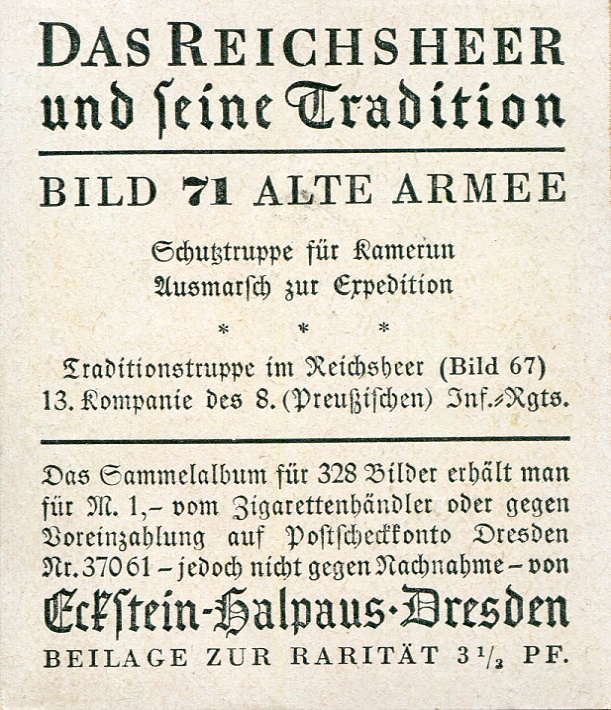 DAS REICHSHEER
und seine Tradition
BILD 71 ALTE ARMEE
Schutztruppe für Kamerun
Ausmarsch zur Expedition
* * *
Traditionstruppe im Reichsheer (Bild 67)
13. Kompanie des 8. (Preußischen) Inf.-Rgts.
Das Sammelalbum für 328 Bilder erhält man
für M. 1,– vom Zigarettenhändler oder gegen
Voreinzahlung auf Postscheckkonto Dresden
Nr. 37061 – jedoch nicht gegen Nachnahme – von
Eckstein-Halpaus·Dresden
BEILAGE ZUR RARITÄT 3 1/3 PF.